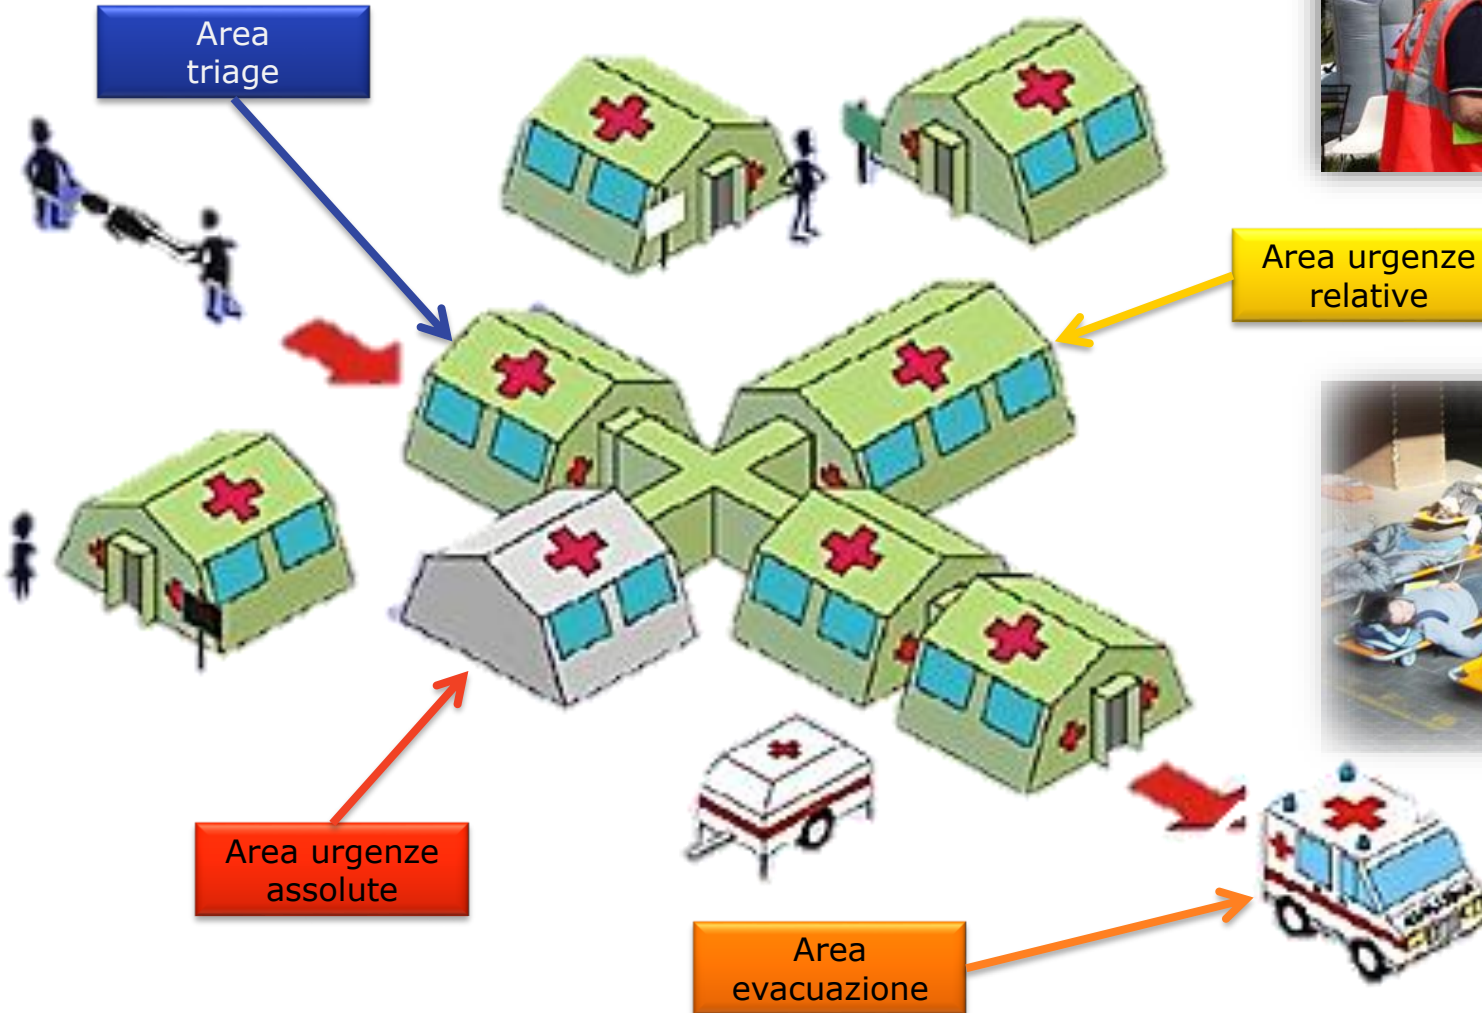 Area
triage
Area urgenze
relative
Area urgenze
assolute
Area
evacuazione